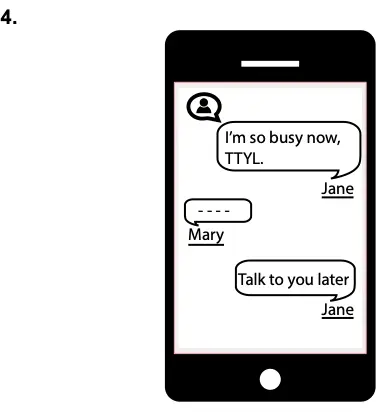 4.
I'm so busy now,
TTYL.
Jane
- - - -
Mary
Talk to you later
Jane